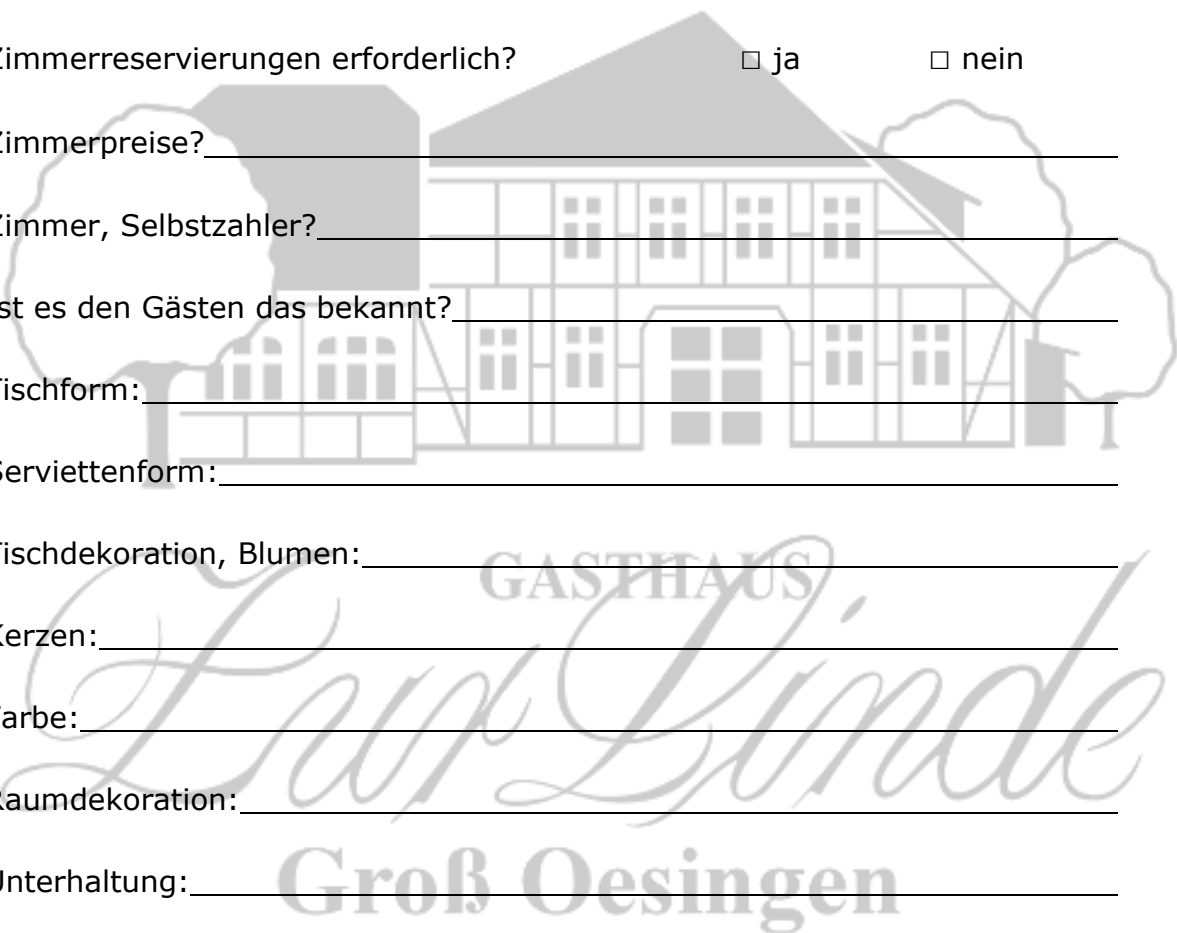 Zimmerreservierungen erforderlich? □ ja □ nein
Zimmerpreise?
Zimmer, Selbstzahler?
Ist es den Gästen das bekannt?
Tischform:
Serviettenform:
Tischdekoration, Blumen:
GASTHAUS
Kerzen:
Zur Linde
Farbe:
Raumdekoration:
Unterhaltung:
Groß Oesingen